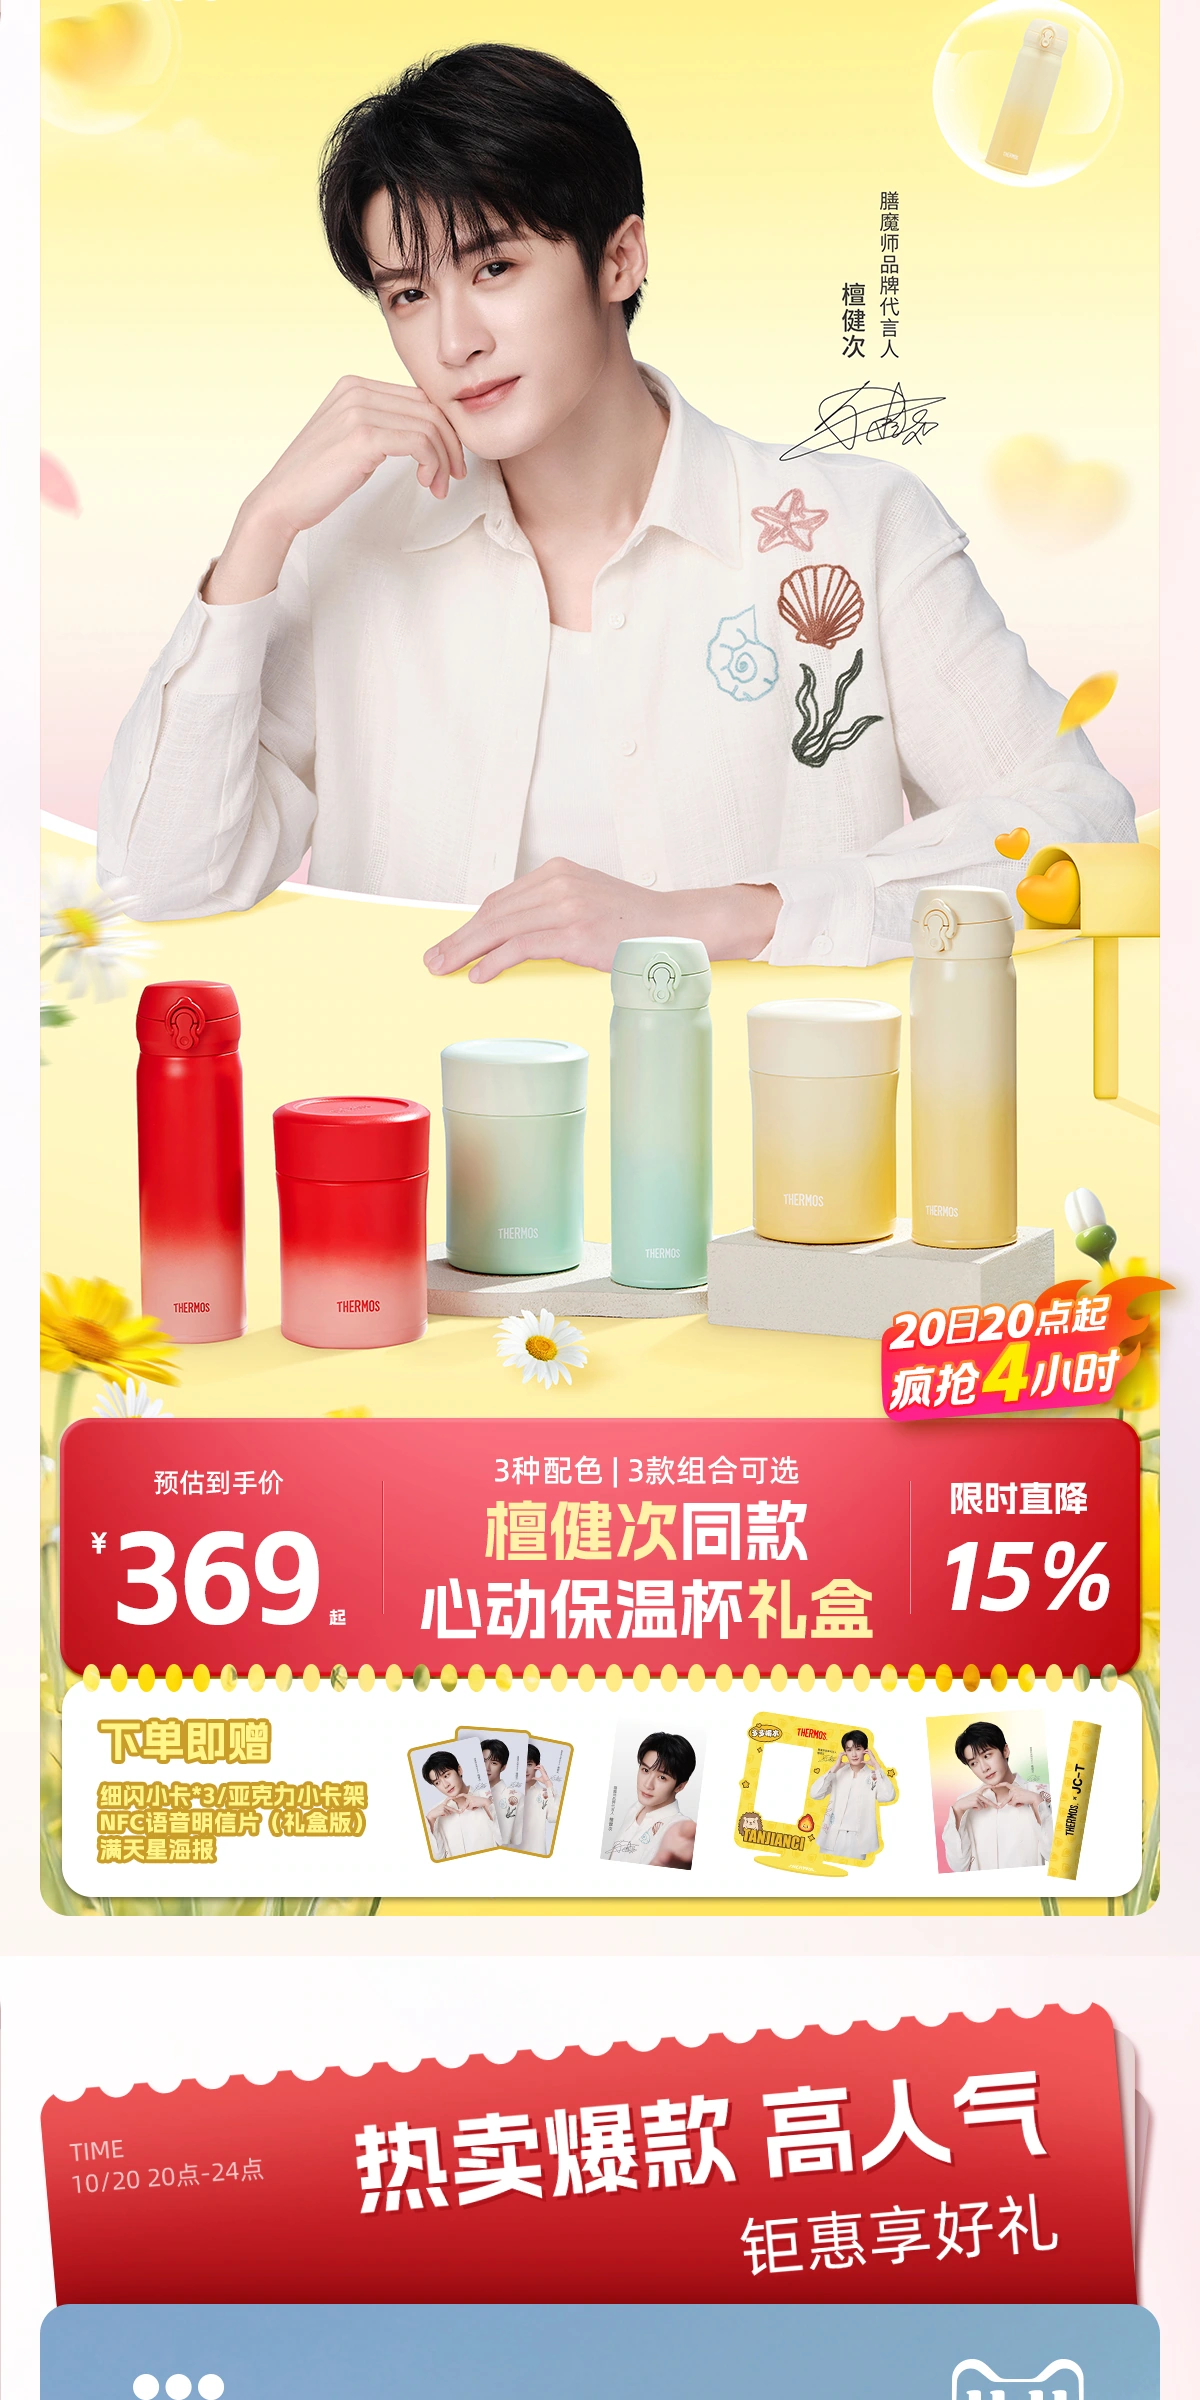 膳魔师品牌代言人
檀健次
THERMOS
THERMOS
THERMOS
THERMOS
THERMOS
THERMOS
20日20点起
疯抢4小时
预估到手价
¥369起
3种配色 | 3款组合可选
檀健次同款
心动保温杯礼盒
限时直降
15%
下单即赠
细闪小卡*3/亚克力小卡架
NFC语音明信片（礼盒版）
满天星海报
THERMOS.
TANJIANCI
THERMOS. × JC-T
TIME
10/20 20点-24点
热卖爆款 高人气
钜惠享好礼